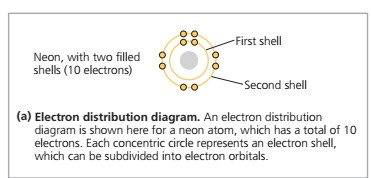 First shell
Neon, with two filled
shells (10 electrons)
Second shell
(a) Electron distribution diagram. An electron distribution
diagram is shown here for a neon atom, which has a total of 10
electrons. Each concentric circle represents an electron shell,
which can be subdivided into electron orbitals.